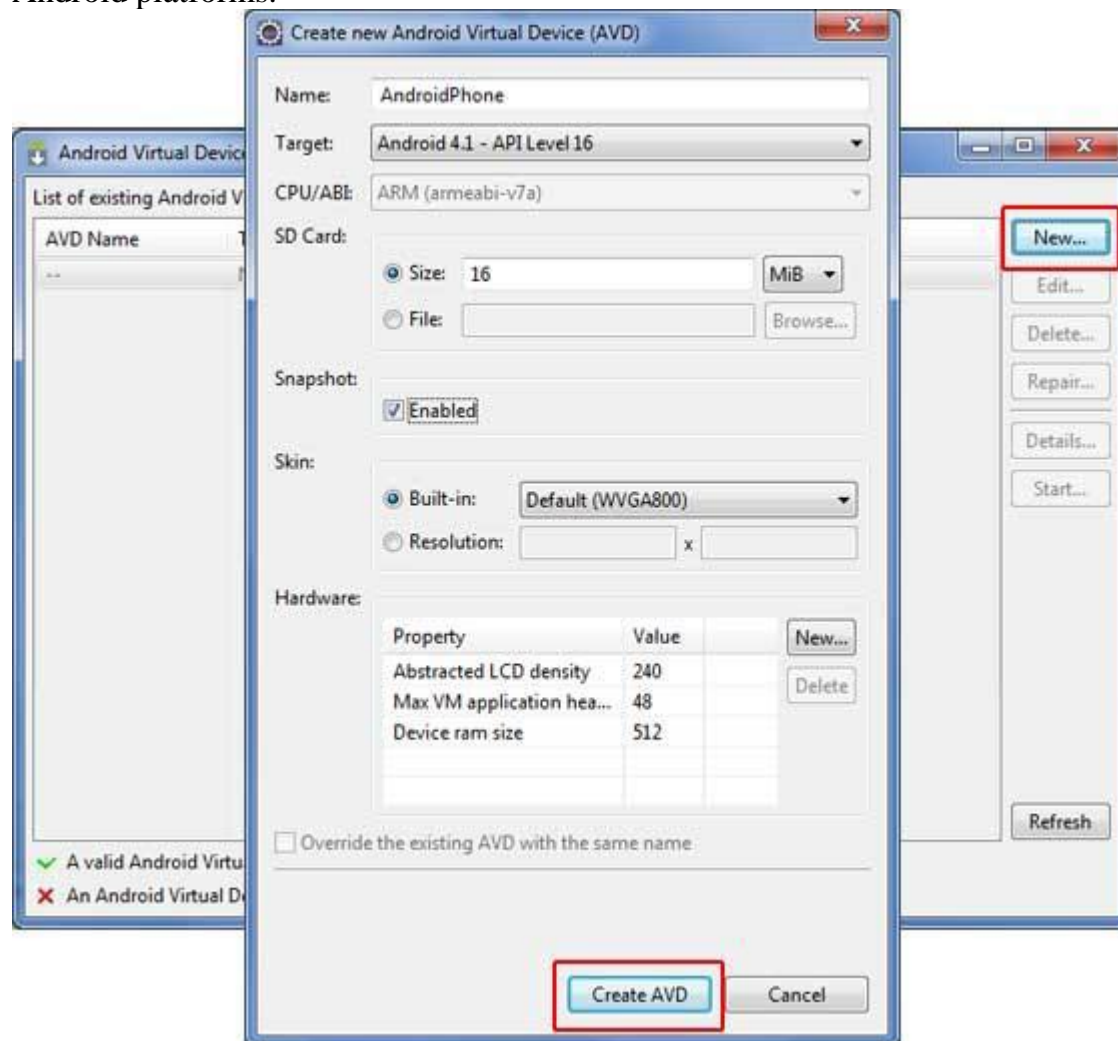 Android platforms.
Create new Android Virtual Device (AVD)
Name: AndroidPhone
Target: Android 4.1 - API Level 16
CPU/ABI: ARM (armeabi-v7a)
SD Card:
Size: 16 MiB
File: Browse...
Snapshot:
Enabled
Skin:
Built-in: Default (WVGA800)
Resolution: x
Hardware:
Property Value New...
Abstracted LCD density 240
Delete
Max VM application hea... 48
Device ram size 512
Override the existing AVD with the same name
Create AVD Cancel
Android Virtual Device
List of existing Android V
AVD Name T
-- N
A valid Android Virtu
An Android Virtual De
New...
Edit...
Delete...
Repair...
Details...
Start...
Refresh